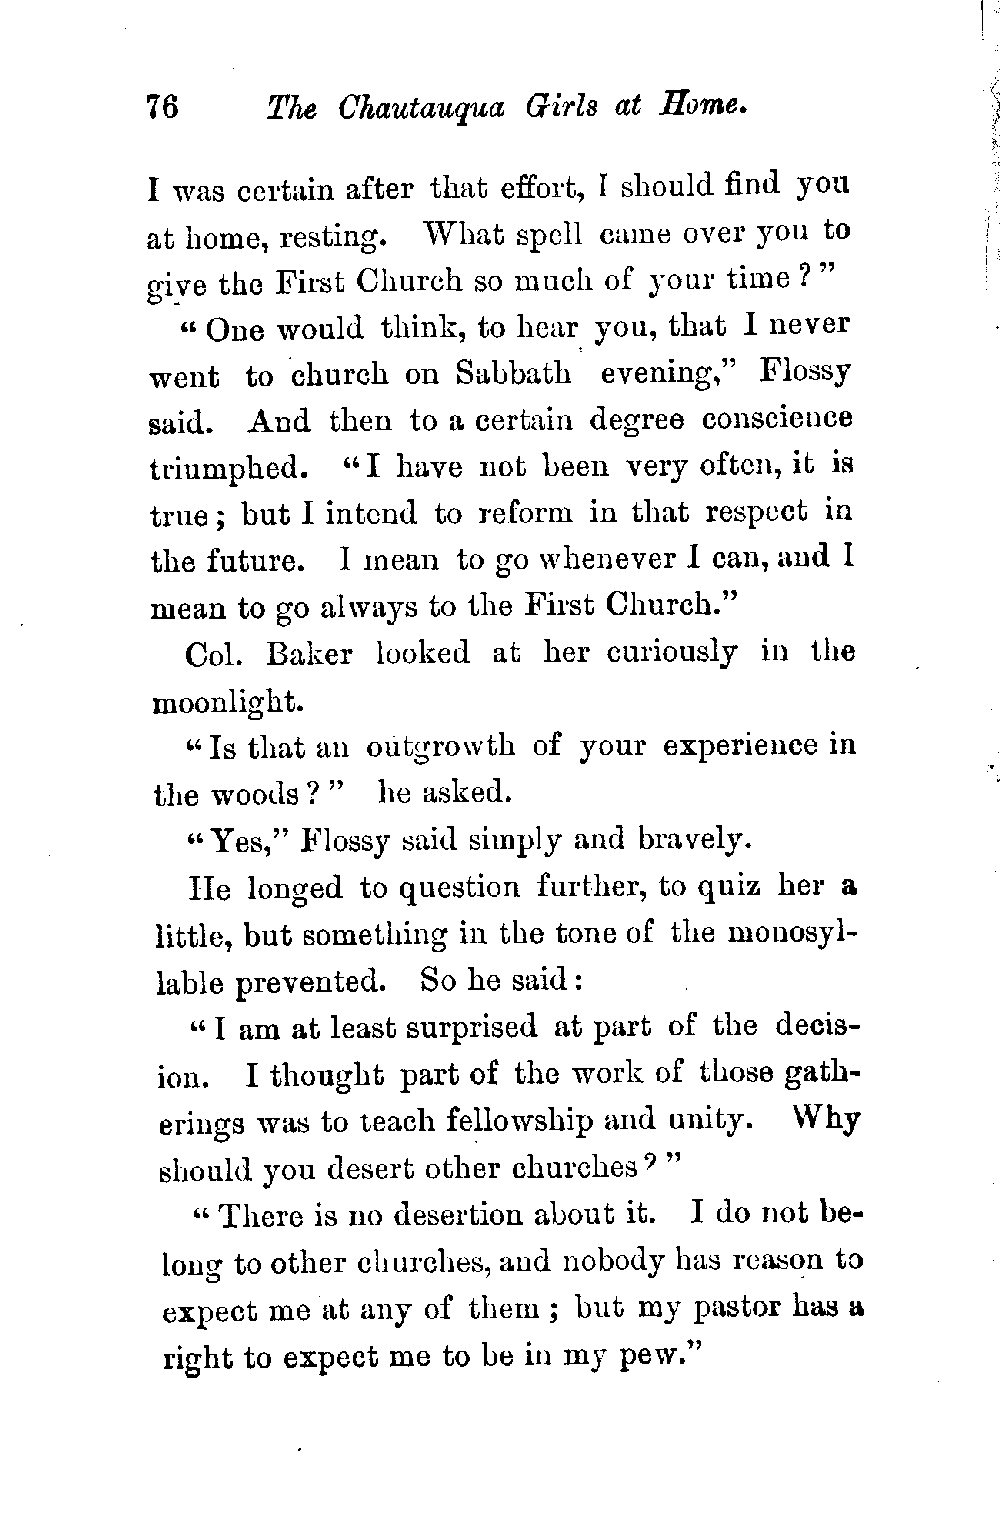 76 The Chautauqua Girls at Home.
I was certain after that effort, I should find you
at home, resting. What spell came over you to
give the First Church so much of your time?"
"One would think, to hear you, that I never
went to church on Sabbath evening," Flossy
said. And then to a certain degree conscience
triumphed. "I have not been very often, it is
true; but I intend to reform in that respect in
the future. I mean to go whenever I can, and I
mean to go always to the First Church."
Col. Baker looked at her curiously in the
moonlight.
"Is that an outgrowth of your experience in
the woods?" he asked.
"Yes," Flossy said simply and bravely.
He longed to question further, to quiz her a
little, but something in the tone of the monosyl-
lable prevented. So he said:
"I am at least surprised at part of the decis-
ion. I thought part of the work of those gath-
erings was to teach fellowship and unity. Why
should you desert other churches?"
"There is no desertion about it. I do not be-
long to other churches, and nobody has reason to
expect me at any of them; but my pastor has a
right to expect me to be in my pew."